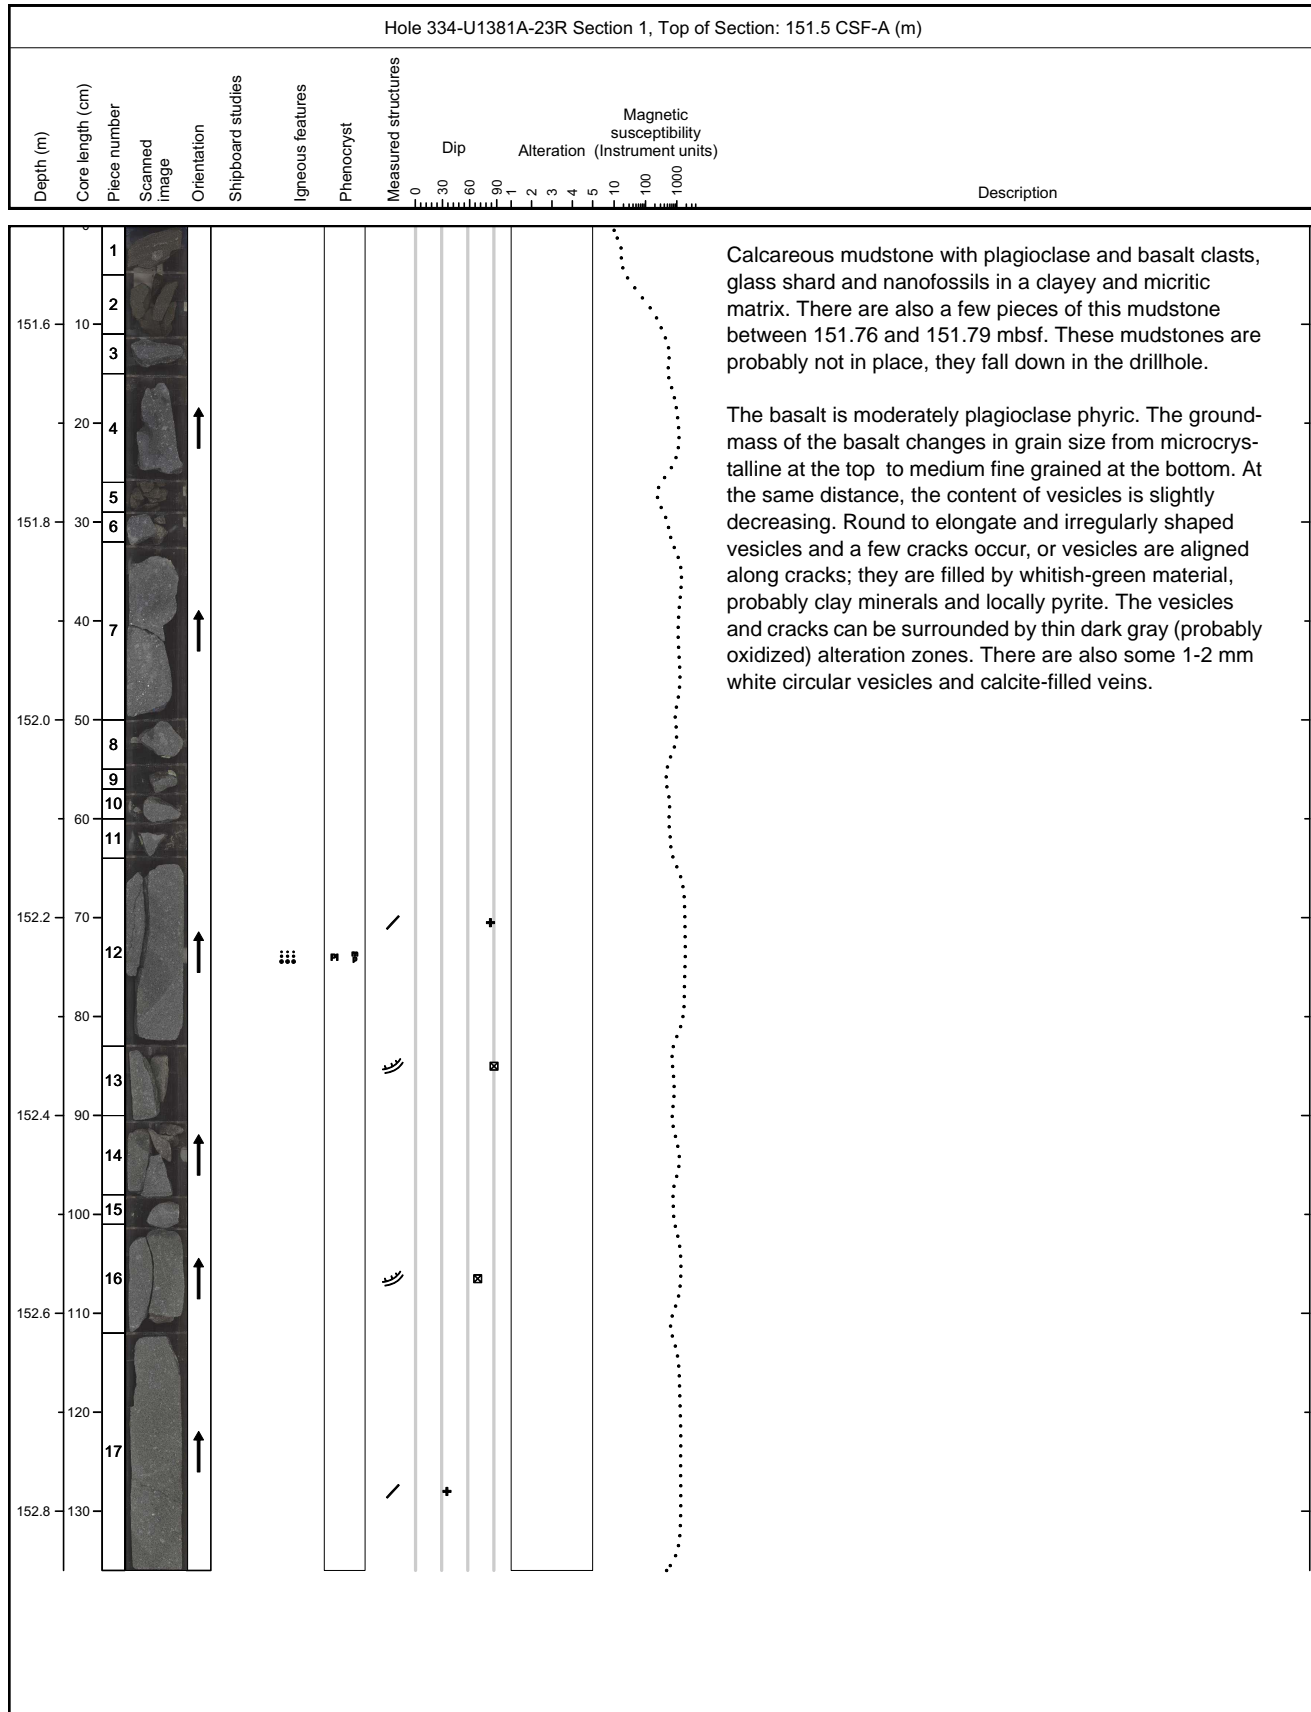 Hole 334-U1381A-23R Section 1, Top of Section: 151.5 CSF-A (m)
Depth (m)
Core length (cm)
Piece number
Scanned
image
Orientation
Shipboard studies
Igneous features
Phenocryst
Measured structures
Dip
0 30 60 90
Alteration
1 2 3 4 5
Magnetic
susceptibility
(Instrument units)
10 100 1000
Description
Calcareous mudstone with plagioclase and basalt clasts,
glass shard and nanofossils in a clayey and micritic
matrix. There are also a few pieces of this mudstone
between 151.76 and 151.79 mbsf. These mudstones are
probably not in place, they fall down in the drillhole.
The basalt is moderately plagioclase phyric. The ground-
mass of the basalt changes in grain size from microcrys-
talline at the top to medium fine grained at the bottom. At
the same distance, the content of vesicles is slightly
decreasing. Round to elongate and irregularly shaped
vesicles and a few cracks occur, or vesicles are aligned
along cracks; they are filled by whitish-green material,
probably clay minerals and locally pyrite. The vesicles
and cracks can be surrounded by thin dark gray (probably
oxidized) alteration zones. There are also some 1-2 mm
white circular vesicles and calcite-filled veins.
1
2
151.6 10
3
20
4
5
151.8 30
6
40
7
152.0 50
8
9
10
60
11
152.2 70
12
Pl
80
13
152.4 90
14
15
100
16
152.6 110
120
17
152.8 130